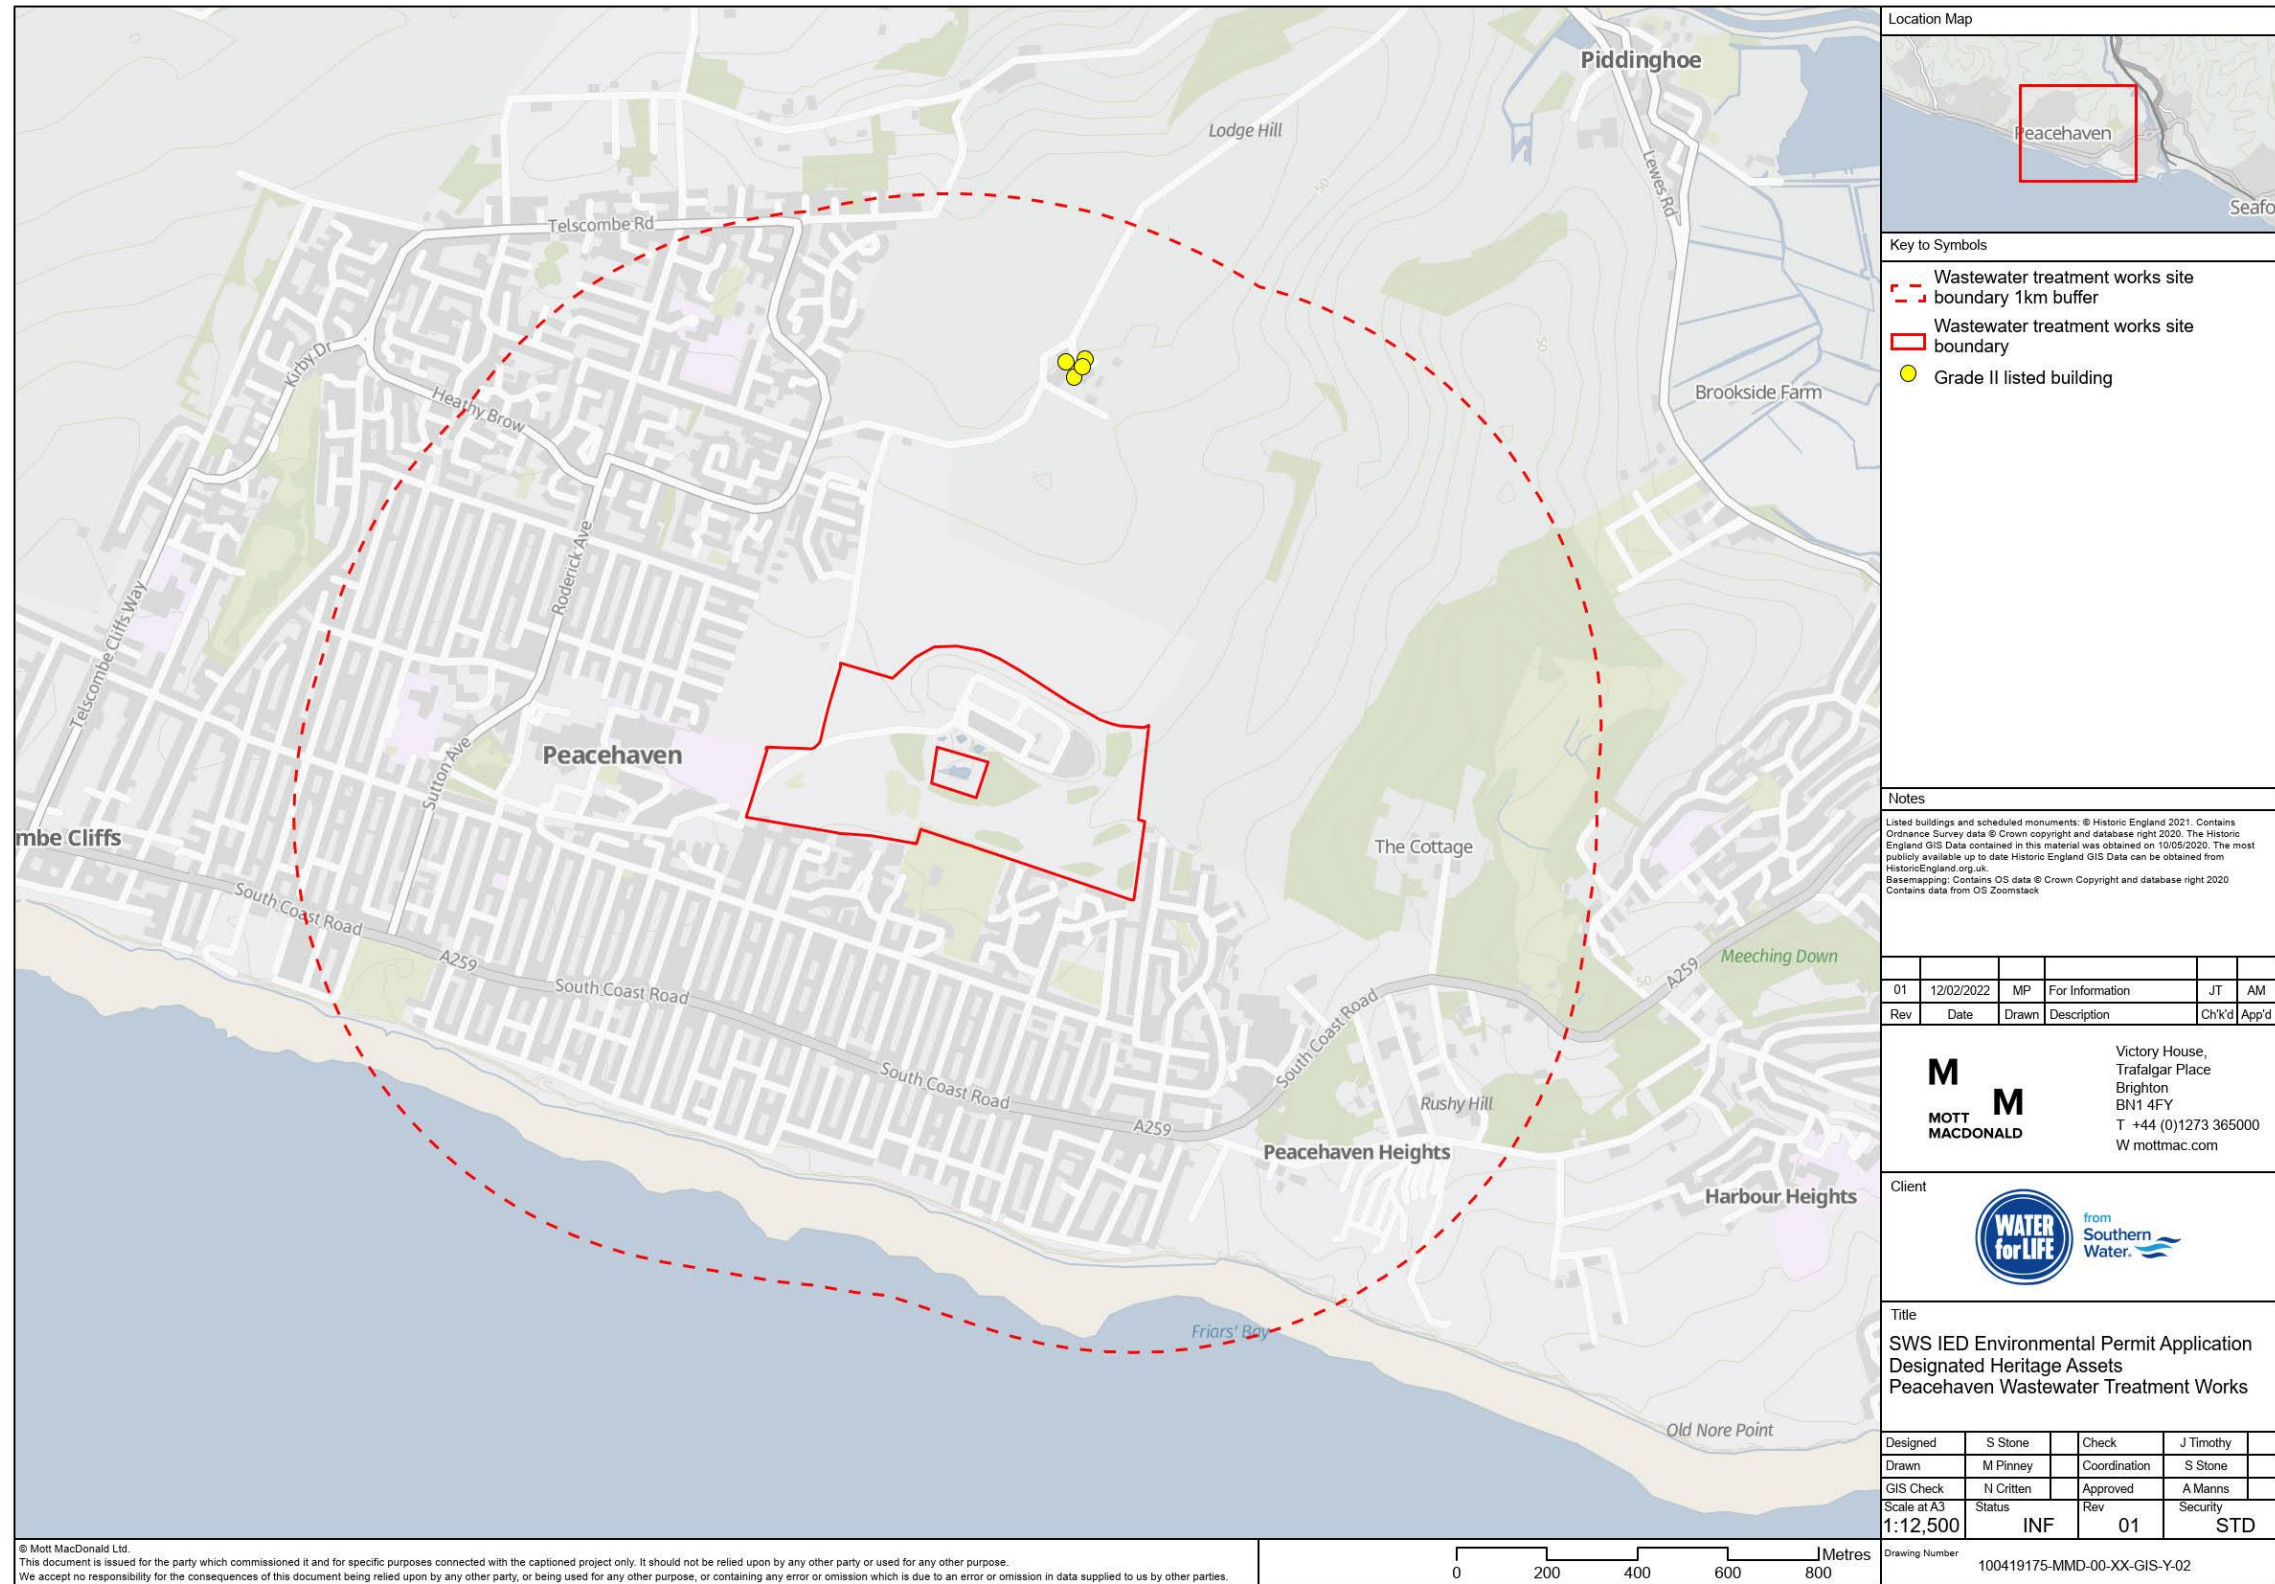 Piddinghoe
Lodge Hill
50
Lewes Rd
Telscombe Rd
Kirby Dr
Heathy Brow
50
Brookside Farm
Roderick Ave
Telscombe Cliffs Way
Peacehaven
Sutton Ave
mbe Cliffs
The Cottage
South Coast Road
A259
South Coast Road
Meeching Down
50
A259
South Coast Road
South Coast Road
Rushy Hill
A259
Peacehaven Heights
Harbour Heights
50
Friars' Bay
Old Nore Point
Location Map
Peacehaven
Seafo
Key to Symbols
Wastewater treatment works site
boundary 1km buffer
Wastewater treatment works site
boundary
Grade II listed building
Notes
Listed buildings and scheduled monuments: © Historic England 2021. Contains
Ordnance Survey data © Crown copyright and database right 2020. The Historic
England GIS Data contained in this material was obtained on 10/05/2020. The most
publicly available up to date Historic England GIS Data can be obtained from
HistoricEngland.org.uk.
Basemapping: Contains OS data © Crown Copyright and database right 2020
Contains data from OS Zoomstack
01 12/02/2022 MP For Information JT AM
Rev Date Drawn Description Ch'k'd App'd
M
M
MOTT
MACDONALD
Victory House,
Trafalgar Place
Brighton
BN1 4FY
T +44 (0)1273 365000
W mottmac.com
Client
WATER
for LIFE
from
Southern
Water.
Title
SWS IED Environmental Permit Application
Designated Heritage Assets
Peacehaven Wastewater Treatment Works
Designed S Stone Check J Timothy
Drawn M Pinney Coordination S Stone
GIS Check N Critten Approved A Manns
Scale at A3 Status Rev Security
1:12,500 INF 01 STD
Drawing Number
100419175-MMD-00-XX-GIS-Y-02
© Mott MacDonald Ltd.
This document is issued for the party which commissioned it and for specific purposes connected with the captioned project only. It should not be relied upon by any other party or used for any other purpose.
We accept no responsibility for the consequences of this document being relied upon by any other party, or being used for any other purpose, or containing any error or omission which is due to an error or omission in data supplied to us by other parties.
Metres
0 200 400 600 800